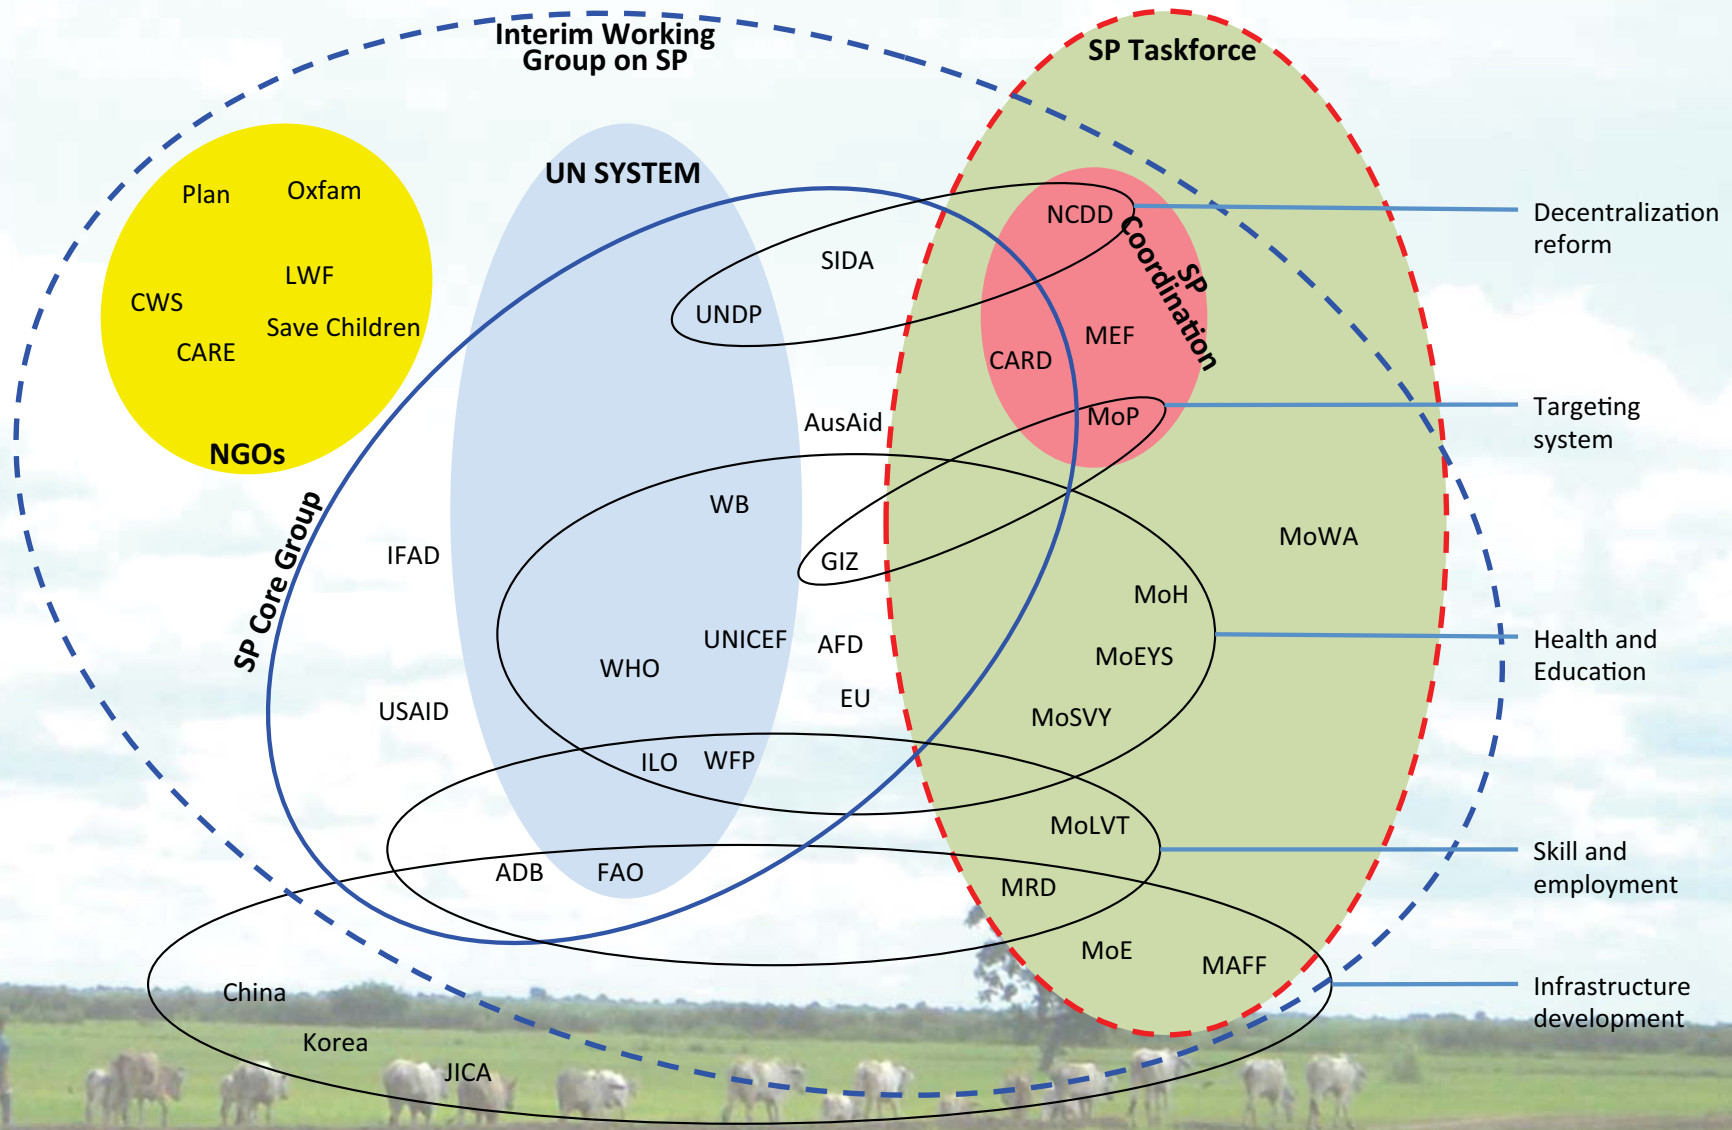 Interim Working
Group on SP
SP Taskforce
UN SYSTEM
Plan
Oxfam
LWF
CWS
Save Children
CARE
NGOs
SIDA
UNDP
NCDD
SP
Coordination
MEF
CARD
MoP
Decentralization
reform
Targeting
system
AusAid
SP Core Group
IFAD
WB
GIZ
MoWA
MoH
UNICEF
AFD
WHO
MoEYS
Health and
Education
USAID
EU
MoSVY
ILO
WFP
MoLVT
ADB
FAO
MRD
Skill and
employment
MoE
MAFF
China
Korea
JICA
Infrastructure
development